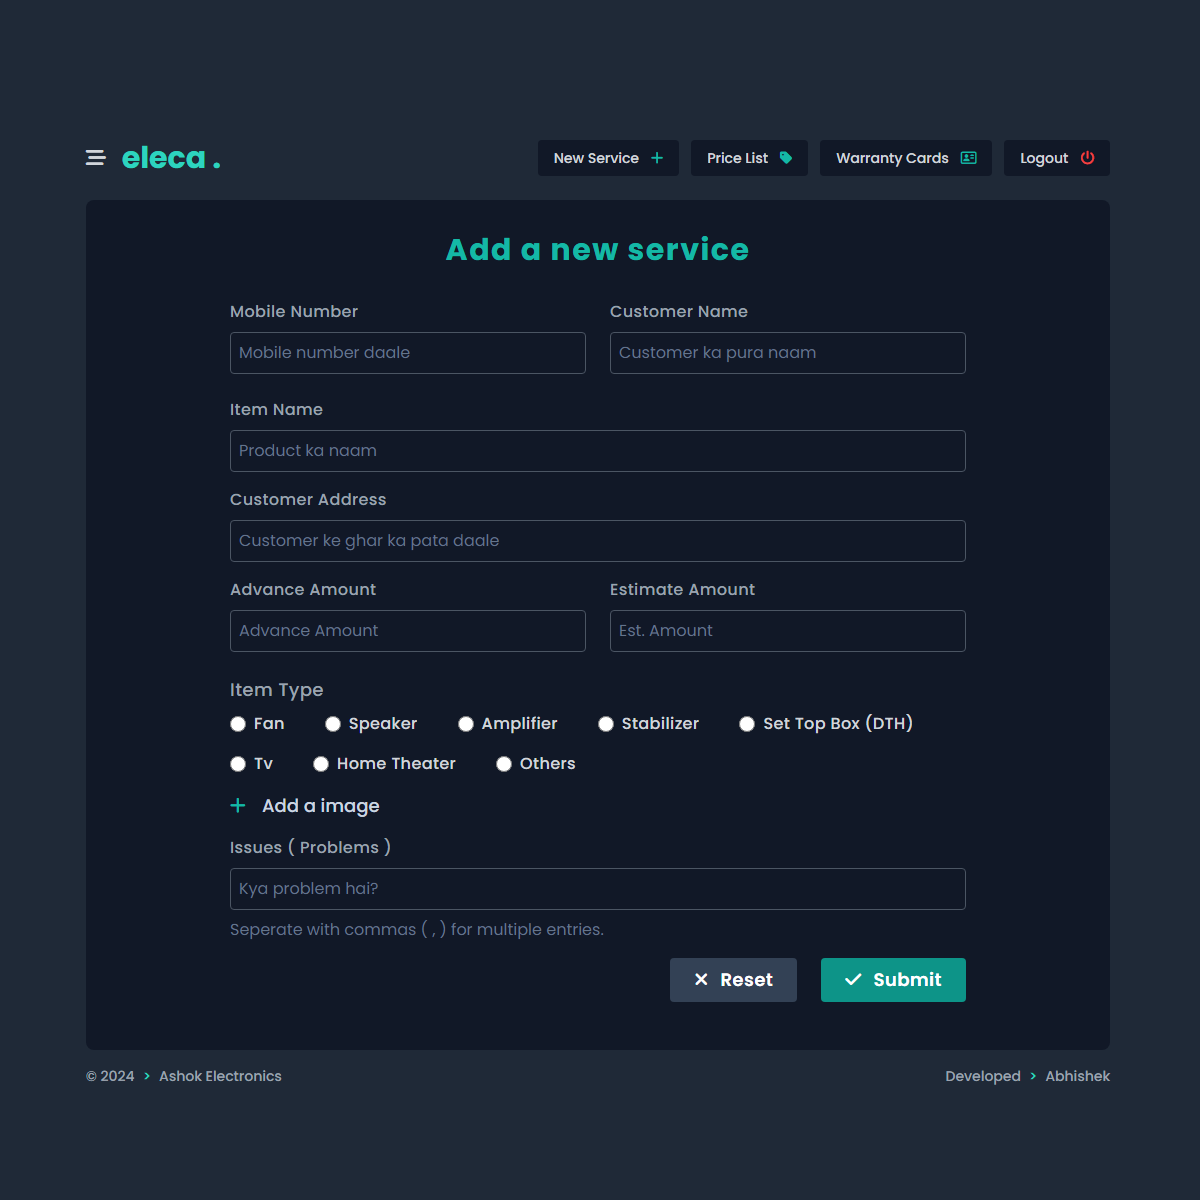 eleca .
New Service
Price List
Warranty Cards
Logout
Add a new service
Mobile Number
Customer Name
Mobile number daale
Customer ka pura naam
Item Name
Product ka naam
Customer Address
Customer ke ghar ka pata daale
Advance Amount
Estimate Amount
Advance Amount
Est. Amount
Item Type
Fan
Speaker
Amplifier
Stabilizer
Set Top Box (DTH)
Tv
Home Theater
Others
Add a image
Issues ( Problems )
Kya problem hai?
Seperate with commas ( , ) for multiple entries.
Reset
Submit
© 2024 > Ashok Electronics
Developed > Abhishek